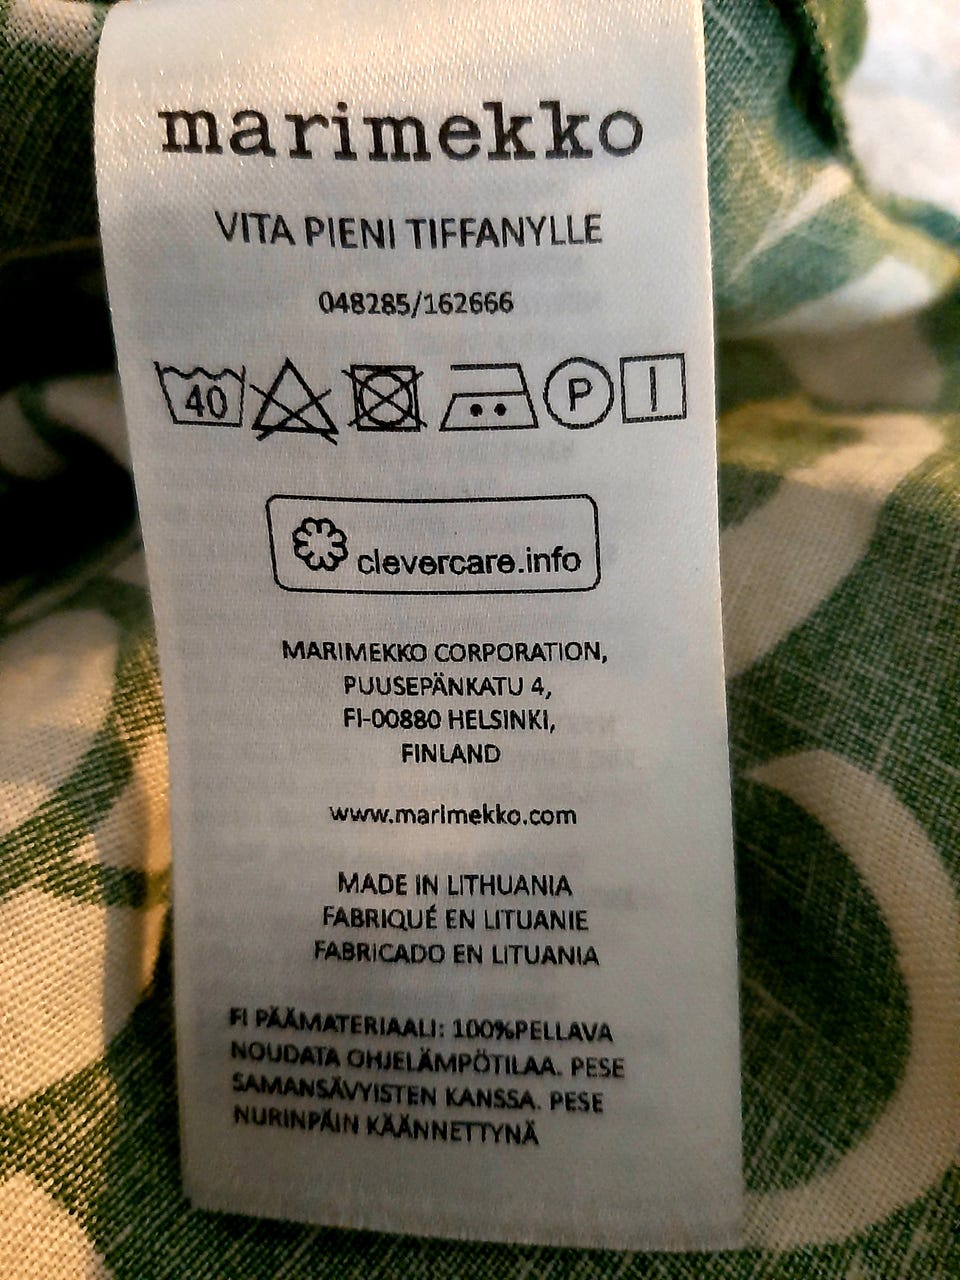 marimekko
VITA PIENI TIFFANYLLE
048285/162666
40 P
clevercare.info
MARIMEKKO CORPORATION,
PUUSEPÄNKATU 4,
FI-00880 HELSINKI,
FINLAND
www.marimekko.com
MADE IN LITHUANIA
FABRIQUÉ EN LITUANIE
FABRICADO EN LITUANIA
FI PÄÄMATERIAALI: 100%PELLAVA
NOUDATA OHJELÄMPÖTILAA. PESE
SAMANSÄVYISTEN KANSSA. PESE
NURINPÄIN KÄÄNNETTYNÄ